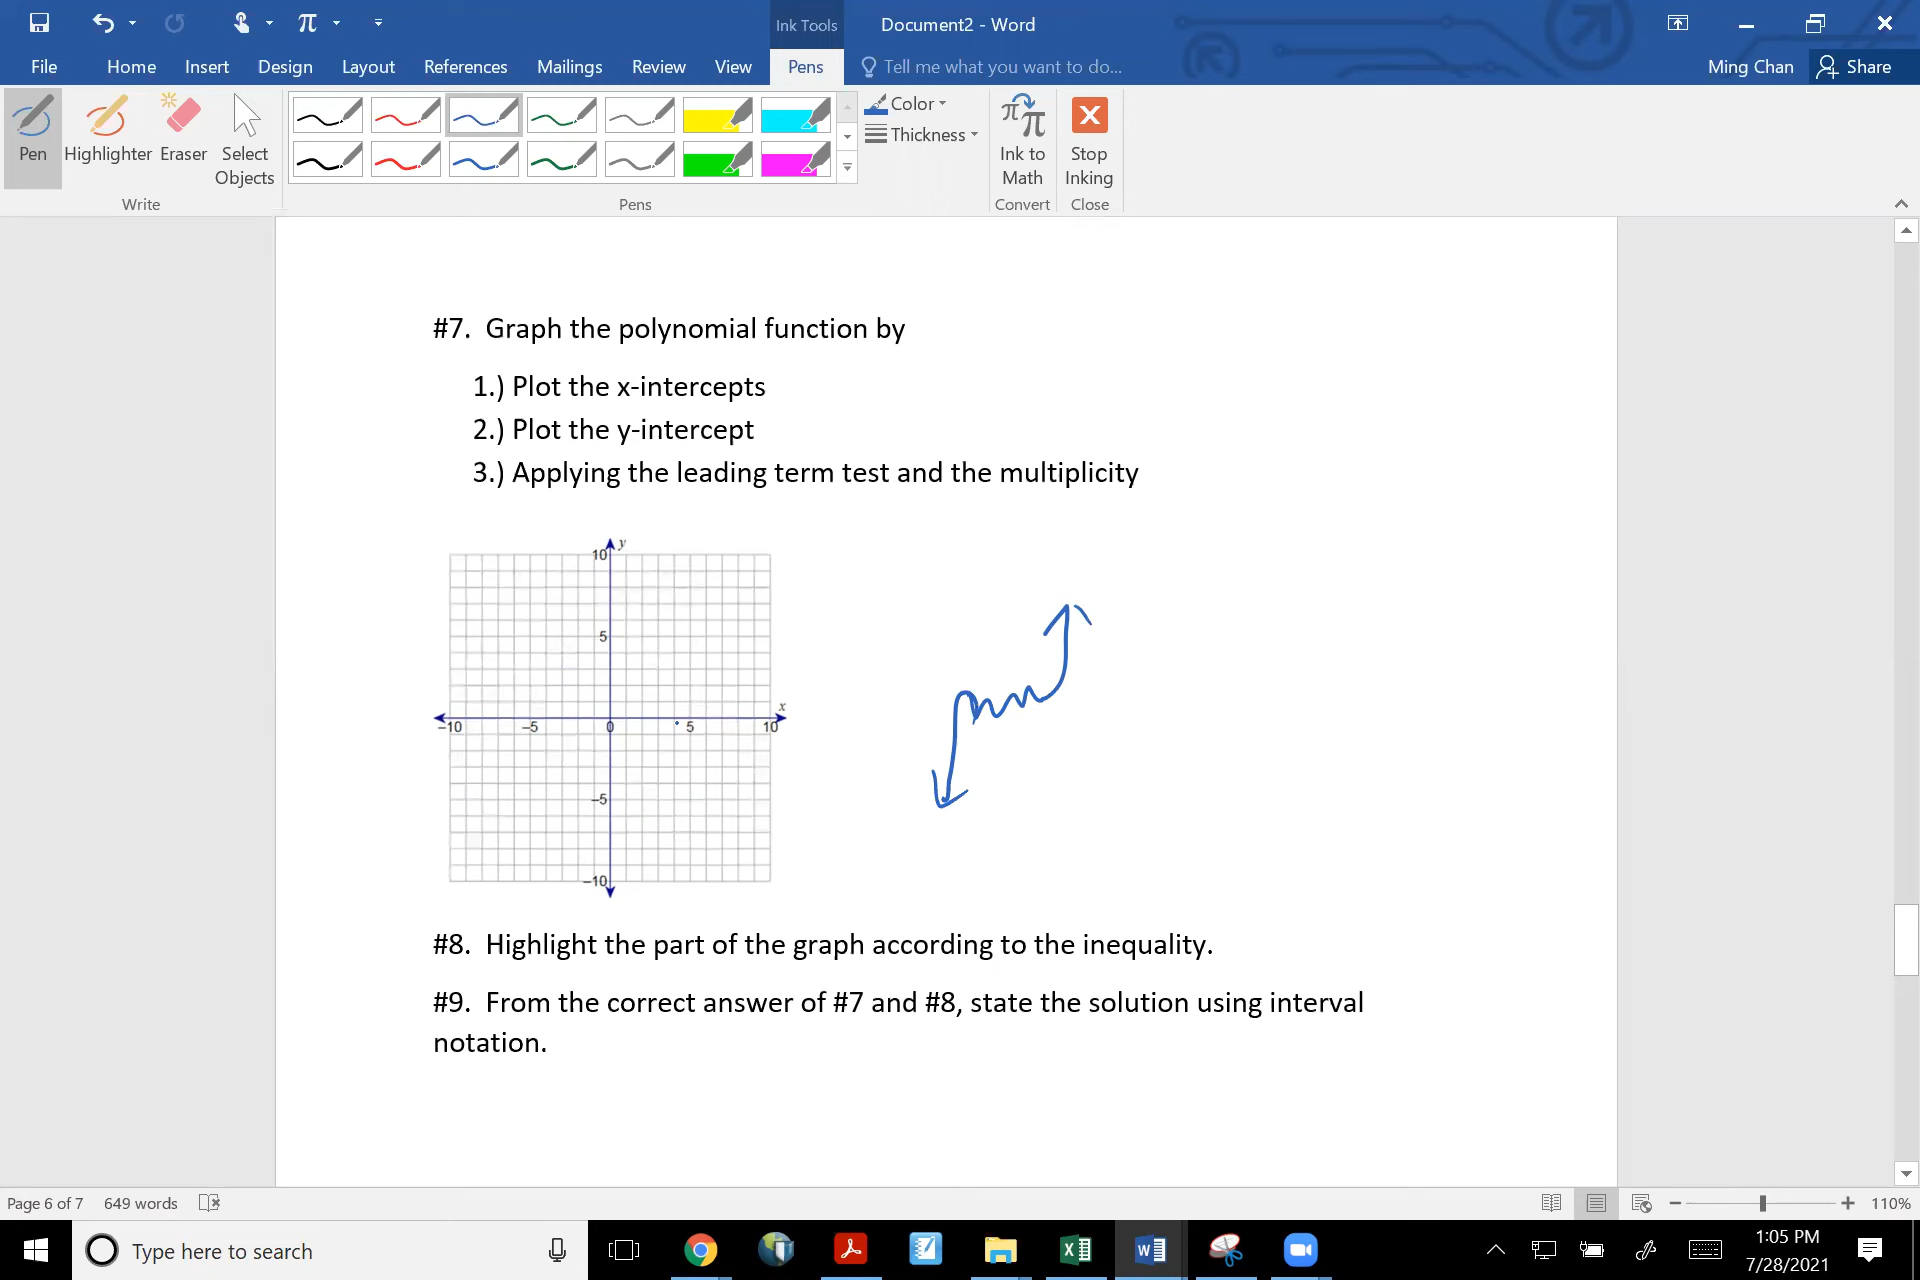 Ink Tools
Document2 - Word
File Home Insert Design Layout References Mailings Review View Pens Tell me what you want to do... Ming Chan Share
Pen Highlighter Eraser Select Objects
Color
Thickness
Ink to Math
Stop Inking
Write Pens Convert Close
#7. Graph the polynomial function by
1.) Plot the x-intercepts
2.) Plot the y-intercept
3.) Applying the leading term test and the multiplicity
y
10
5
x
−10 −5 0 5 10
−5
−10
#8. Highlight the part of the graph according to the inequality.
#9. From the correct answer of #7 and #8, state the solution using interval
notation.
Page 6 of 7 649 words 110%
Type here to search
1:05 PM
7/28/2021